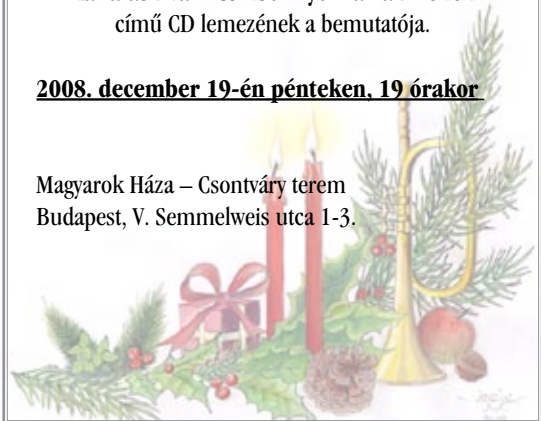 című CD lemezének a bemutatója.
2008. december 19-én pénteken, 19 órakor
Magyarok Háza – Csontváry terem
Budapest, V. Semmelweis utca 1-3.